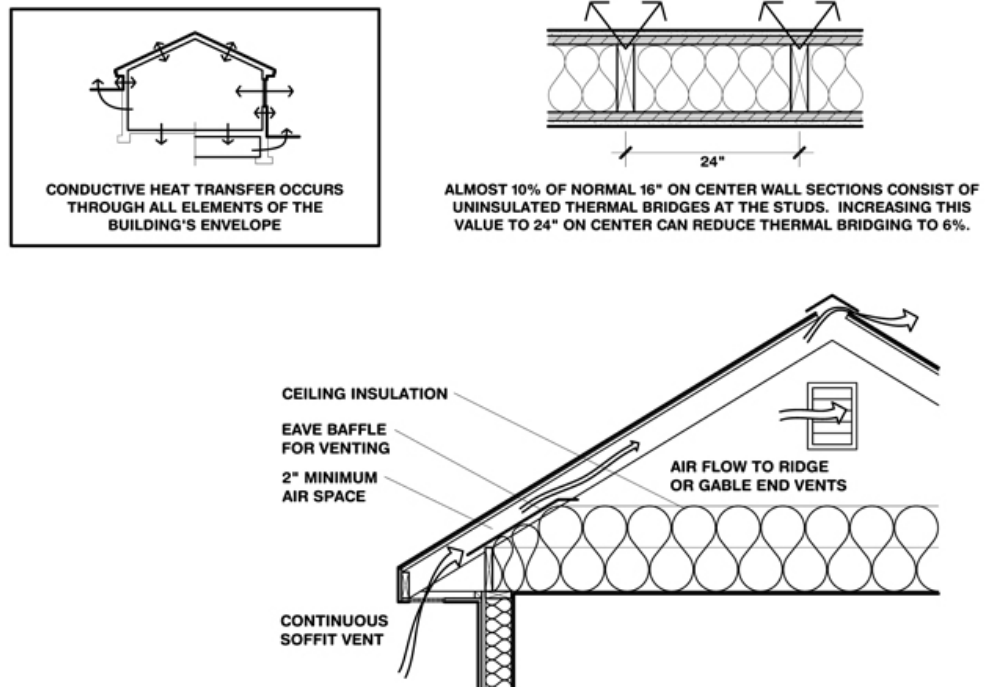 CONDUCTIVE HEAT TRANSFER OCCURS
THROUGH ALL ELEMENTS OF THE
BUILDING'S ENVELOPE
24"
ALMOST 10% OF NORMAL 16" ON CENTER WALL SECTIONS CONSIST OF
UNINSULATED THERMAL BRIDGES AT THE STUDS. INCREASING THIS
VALUE TO 24" ON CENTER CAN REDUCE THERMAL BRIDGING TO 6%.
CEILING INSULATION
EAVE BAFFLE
FOR VENTING
2" MINIMUM
AIR SPACE
AIR FLOW TO RIDGE
OR GABLE END VENTS
CONTINUOUS
SOFFIT VENT